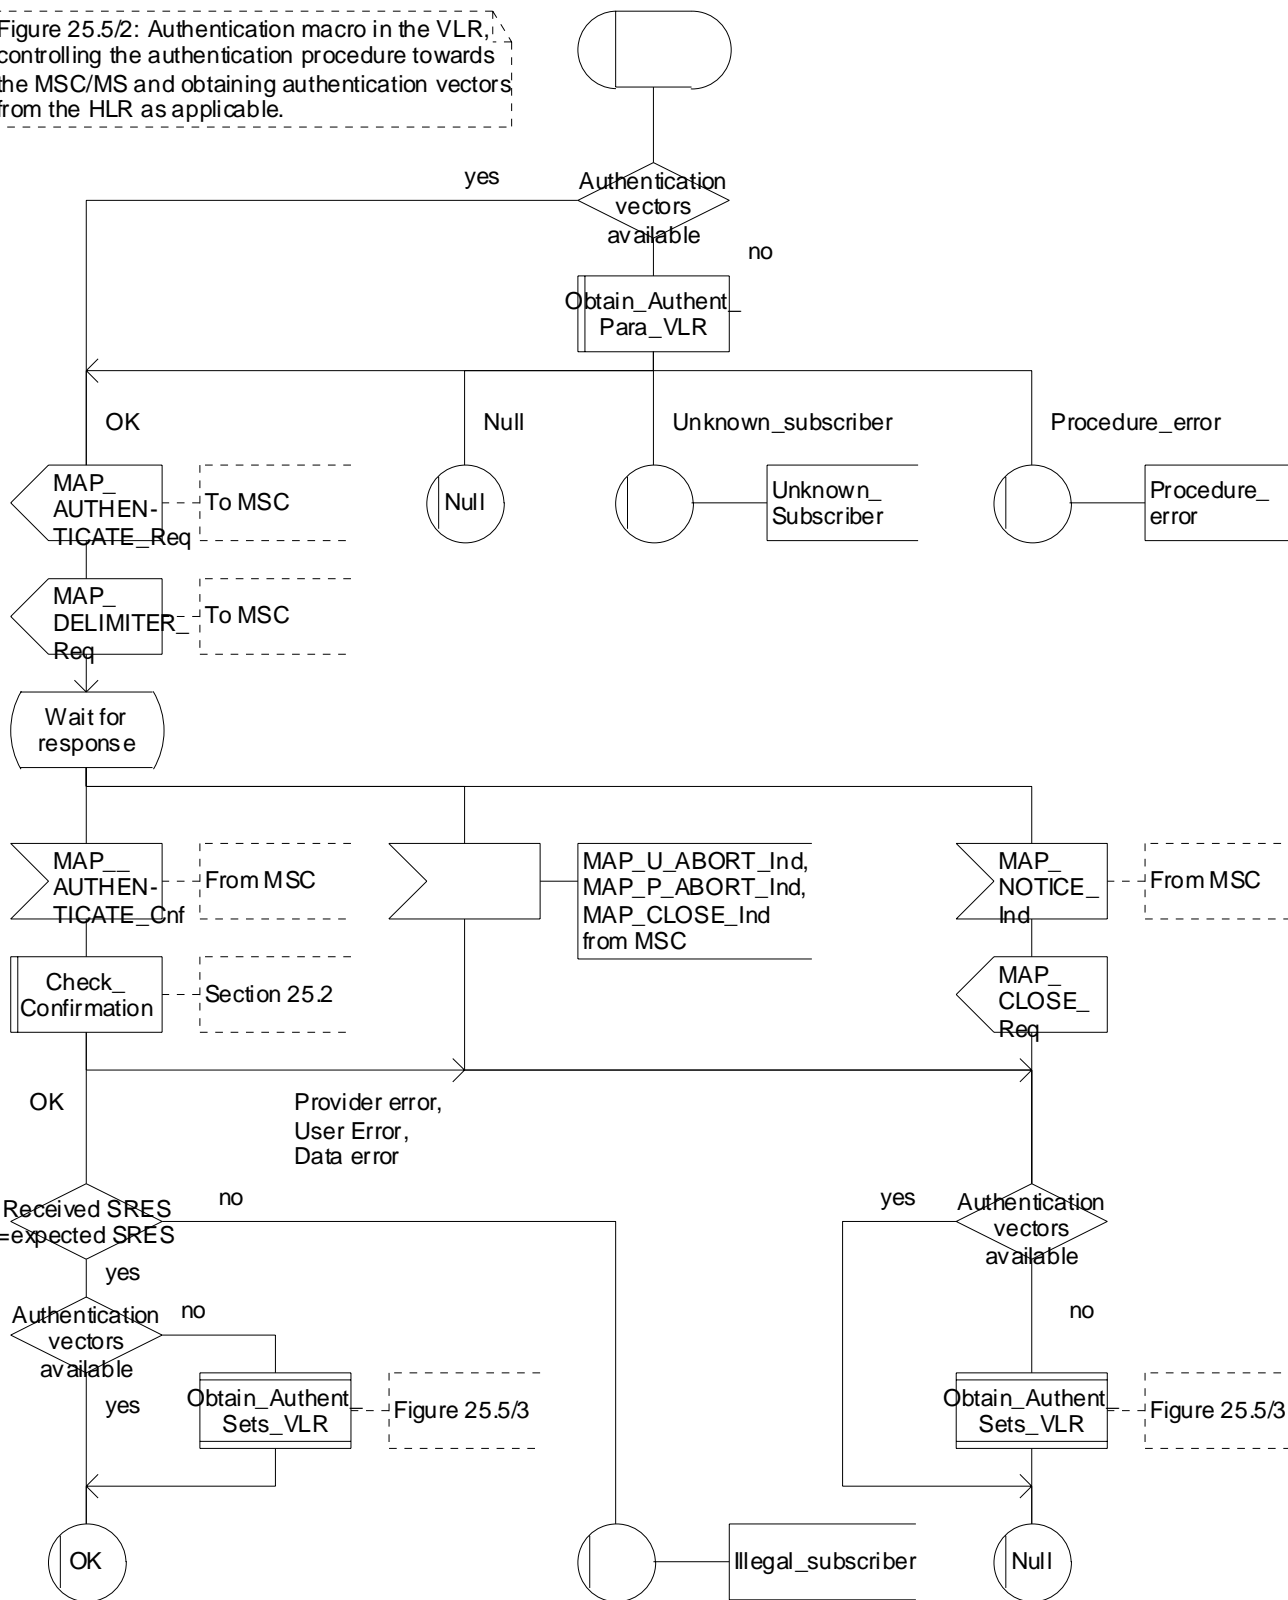 Figure 25.5/2: Authentication macro in the VLR,
controlling the authentication procedure towards
the MSC/MS and obtaining authentication vectors
from the HLR as applicable.
yes
Authentication
vectors
available
no
Obtain_Authent_
Para_VLR
OK
Null
Unknown_subscriber
Procedure_error
MAP_
AUTHEN-
TICATE_Req
To MSC
Null
Unknown_
Subscriber
Procedure_
error
MAP_
DELIMITER_
Req
To MSC
Wait for
response
MAP__
AUTHEN-
TICATE_Cnf
From MSC
MAP_U_ABORT_Ind,
MAP_P_ABORT_Ind,
MAP_CLOSE_Ind
from MSC
MAP_
NOTICE_
Ind
From MSC
Check_
Confirmation
Section 25.2
MAP_
CLOSE_
Req
OK
Provider error,
User Error,
Data error
Received SRES
=expected SRES
no
yes
Authentication
vectors
available
yes
Authentication
vectors
available
no
no
yes
Obtain_Authent_
Sets_VLR
Figure 25.5/3
Obtain_Authent_
Sets_VLR
Figure 25.5/3
OK
Illegal_subscriber
Null